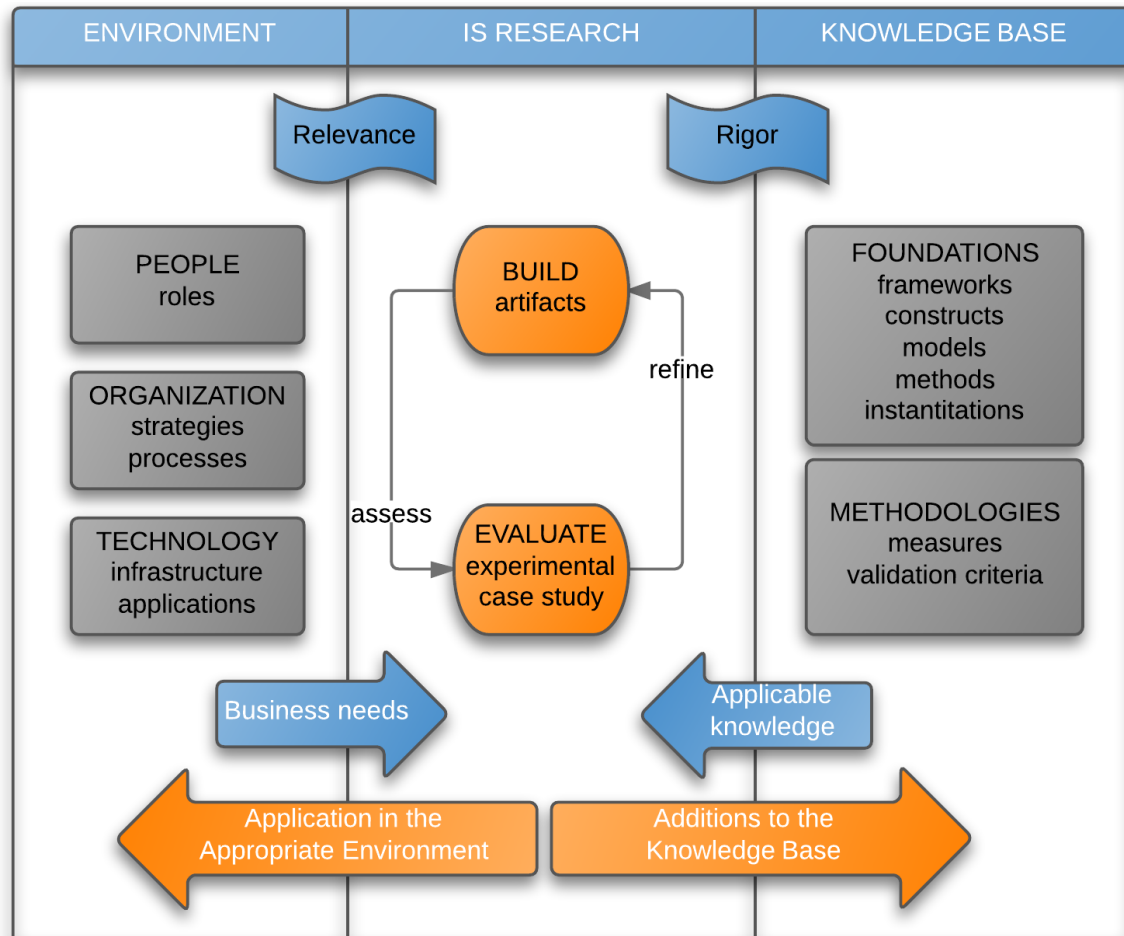 ENVIRONMENT
IS RESEARCH
KNOWLEDGE BASE
Relevance
Rigor
PEOPLE
roles
ORGANIZATION
strategies
processes
TECHNOLOGY
infrastructure
applications
BUILD
artifacts
refine
assess
EVALUATE
experimental
case study
FOUNDATIONS
frameworks
constructs
models
methods
instantitations
METHODOLOGIES
measures
validation criteria
Business needs
Applicable
knowledge
Application in the
Appropriate Environment
Additions to the
Knowledge Base